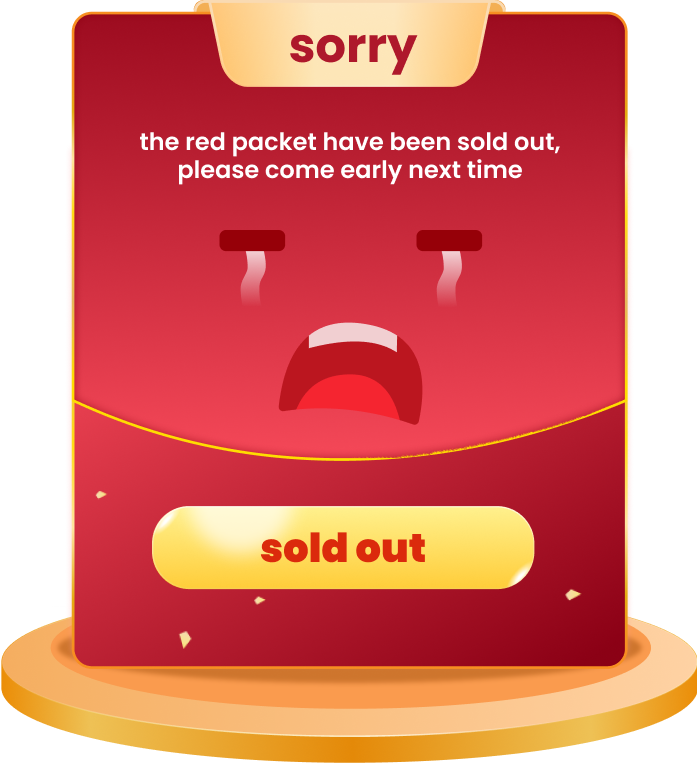 sorry
the red packet have been sold out,
please come early next time
sold out